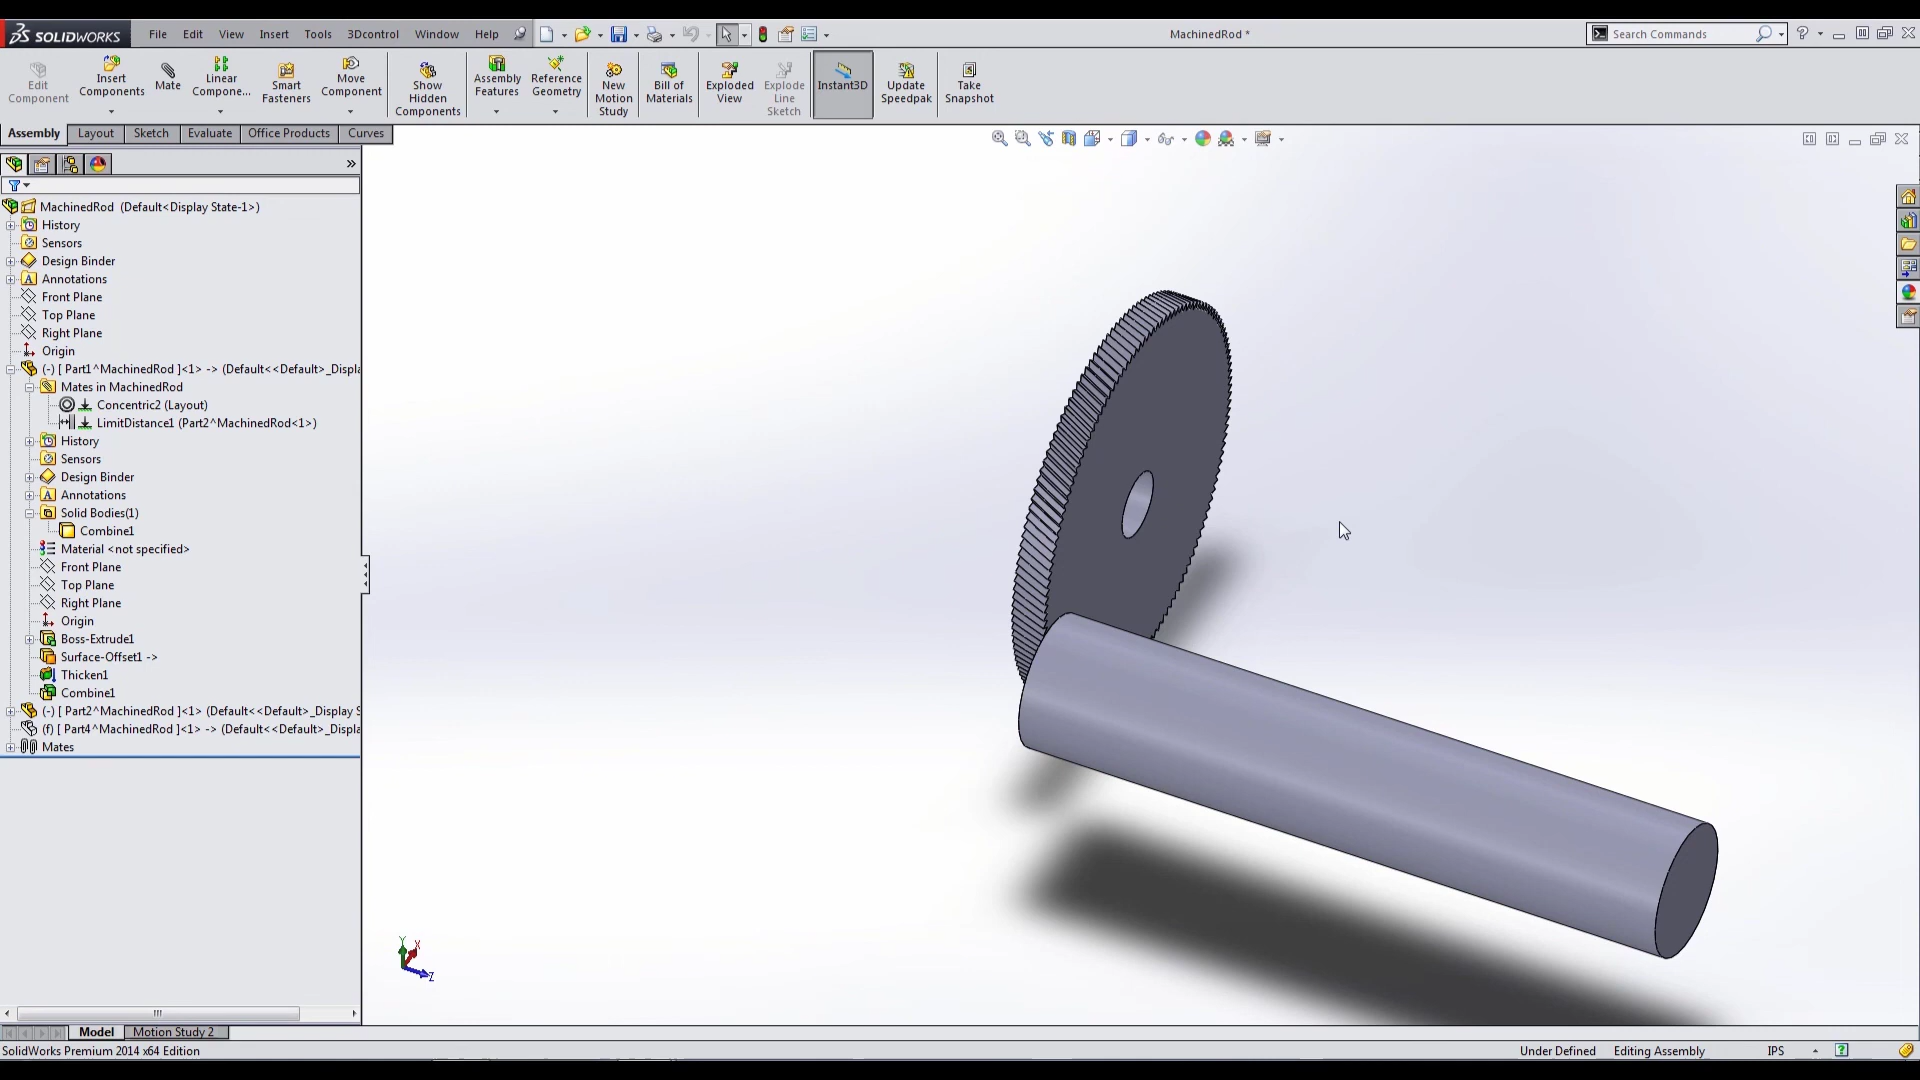 SOLIDWORKS File Edit View Insert Tools 3Dcontrol Window Help MachinedRod * Search Commands
Edit Component
Insert Components
Mate
Linear Compone...
Smart Fasteners
Move Component
Show Hidden Components
Assembly Features
Reference Geometry
New Motion Study
Bill of Materials
Exploded View
Explode Line Sketch
Instant3D
Update Speedpak
Take Snapshot
Assembly Layout Sketch Evaluate Office Products Curves
MachinedRod (Default<Display State-1>)
History
Sensors
Design Binder
Annotations
Front Plane
Top Plane
Right Plane
Origin
(-) [ Part1^MachinedRod ]<1> -> (Default<<Default>_Displa
Mates in MachinedRod
Concentric2 (Layout)
LimitDistance1 (Part2^MachinedRod<1>)
History
Sensors
Design Binder
Annotations
Solid Bodies(1)
Combine1
Material <not specified>
Front Plane
Top Plane
Right Plane
Origin
Boss-Extrude1
Surface-Offset1 ->
Thicken1
Combine1
(-) [ Part2^MachinedRod ]<1> (Default<<Default>_Display S
(f) [ Part4^MachinedRod ]<1> -> (Default<<Default>_Displa
Mates
Y X Z
Model Motion Study 2
SolidWorks Premium 2014 x64 Edition Under Defined Editing Assembly IPS